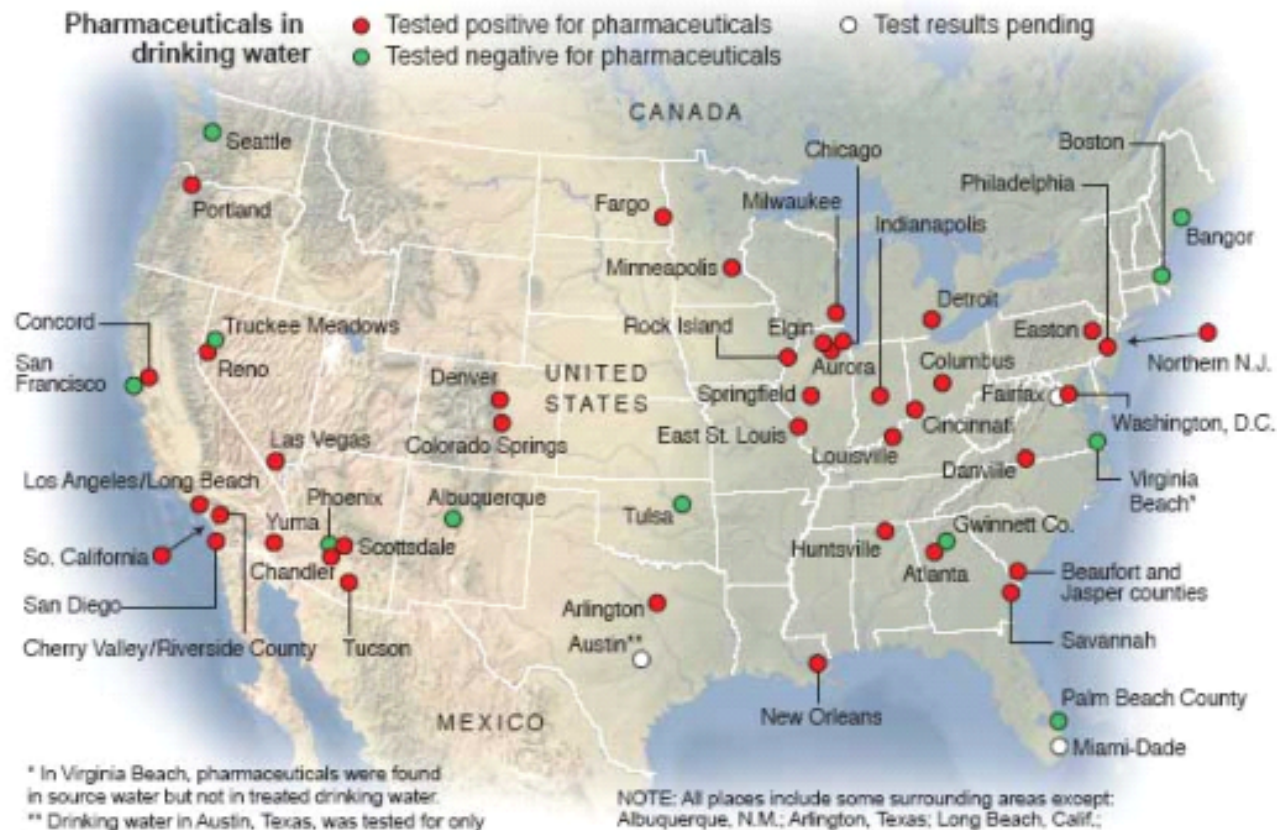 Pharmaceuticals in
drinking water
Tested positive for pharmaceuticals
Test results pending
Tested negative for pharmaceuticals
CANADA
Seattle
Boston
Chicago
Philadelphia
Portland
Fargo
Milwaukee
Indianapolis
Bangor
Minneapolis
Detroit
Concord
Truckee Meadows
Rock Island
Elgin
Easton
San
Francisco
Reno
Aurora
Columbus
Northern N.J.
Denver
UNITED
STATES
Springfield
Fairfax
Colorado Springs
East St. Louis
Cincinnati
Washington, D.C.
Las Vegas
Louisville
Danville
Los Angeles/Long Beach
Phoenix
Albuquerque
Virginia
Beach*
Yuma
Tulsa
Gwinnett Co.
So. California
Scottsdale
Huntsville
Chandler
Atlanta
Beaufort and
Jasper counties
San Diego
Arlington
Cherry Valley/Riverside County
Tucson
Austin**
Savannah
Palm Beach County
MEXICO
New Orleans
Miami-Dade
* In Virginia Beach, pharmaceuticals were found
in source water but not in treated drinking water.
** Drinking water in Austin, Texas, was tested for only
NOTE: All places include some surrounding areas except:
Albuquerque, N.M.; Arlington, Texas; Long Beach, Calif.;